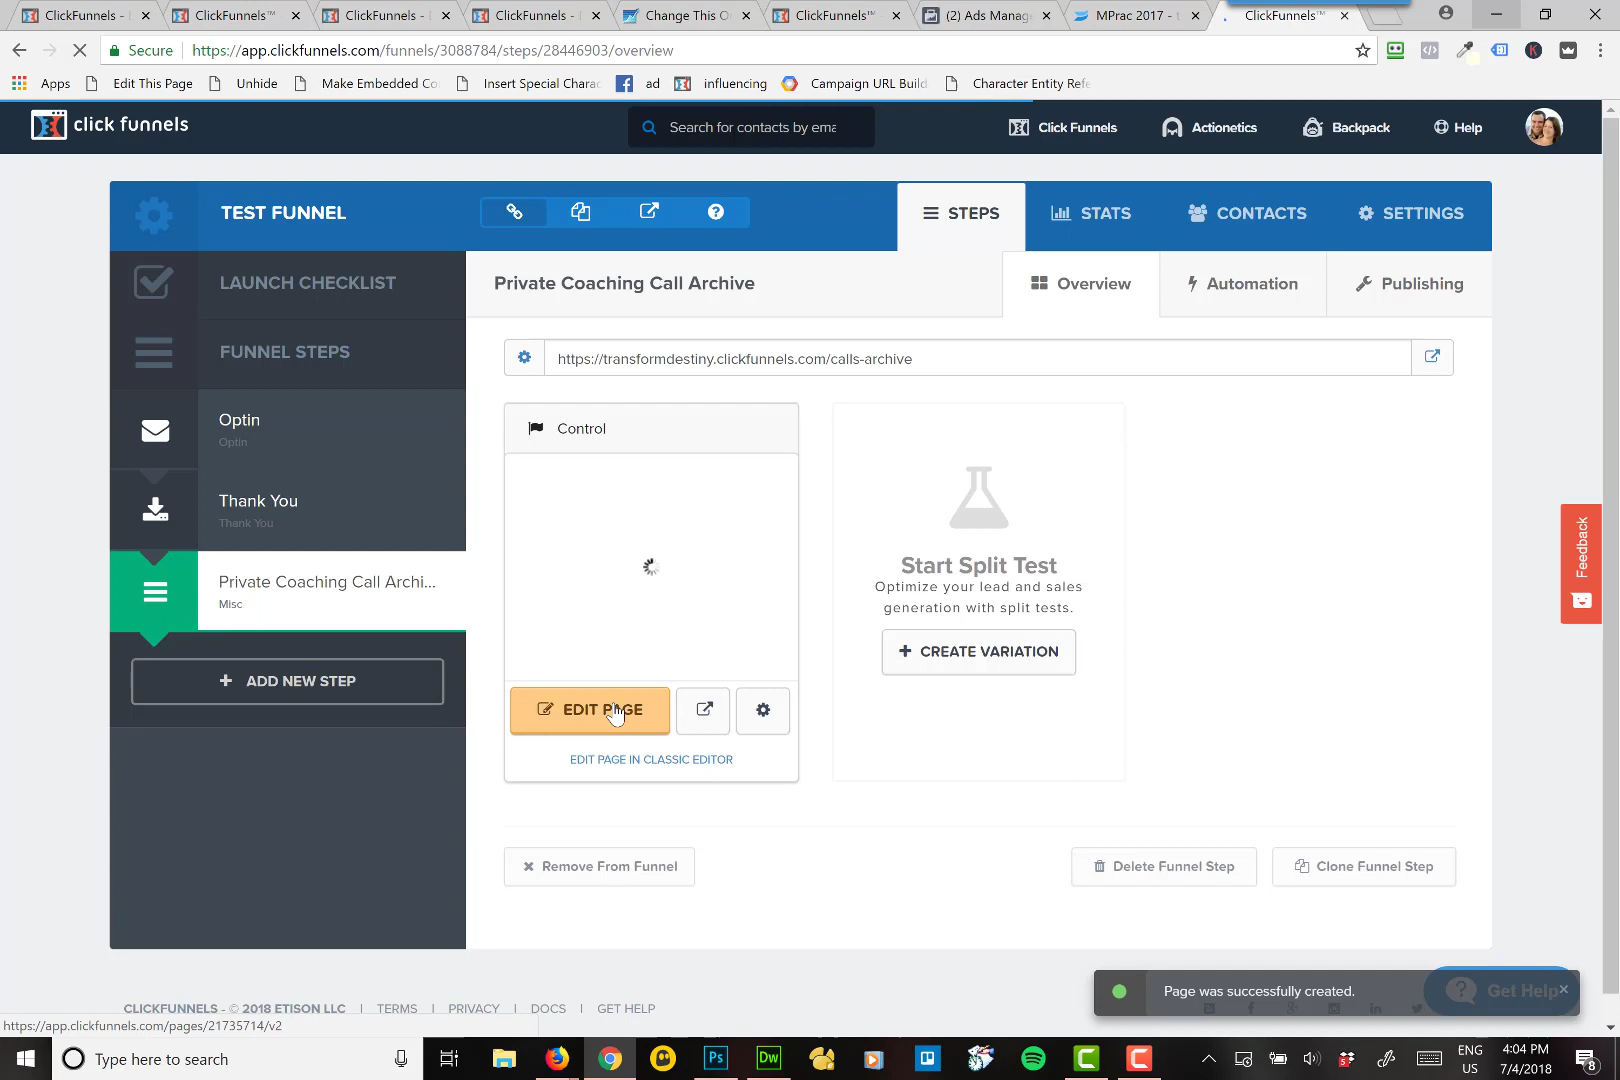 ClickFunnels - 
ClickFunnels™
ClickFunnels - 
ClickFunnels - 
Change This O
ClickFunnels™
(2) Ads Manag
MPrac 2017 - t
ClickFunnels™
Secure
https://app.clickfunnels.com/funnels/3088784/steps/28446903/overview
Apps
Edit This Page
Unhide
Make Embedded Co
Insert Special Charac
ad
influencing
Campaign URL Build
Character Entity Refe
click funnels
Search for contacts by ema
Click Funnels
Actionetics
Backpack
Help
TEST FUNNEL
STEPS
STATS
CONTACTS
SETTINGS
LAUNCH CHECKLIST
Private Coaching Call Archive
Overview
Automation
Publishing
FUNNEL STEPS
https://transformdestiny.clickfunnels.com/calls-archive
Optin
Optin
Control
Thank You
Thank You
Feedback
Start Split Test
Optimize your lead and sales
generation with split tests.
Private Coaching Call Archi...
Misc
CREATE VARIATION
ADD NEW STEP
EDIT PAGE
EDIT PAGE IN CLASSIC EDITOR
Remove From Funnel
Delete Funnel Step
Clone Funnel Step
Page was successfully created.
Get Help
CLICKFUNNELS - © 2018 ETISON LLC
TERMS
PRIVACY
DOCS
GET HELP
https://app.clickfunnels.com/pages/21735714/v2
Type here to search
Ps
Dw
ENG
US
4:04 PM
7/4/2018
8